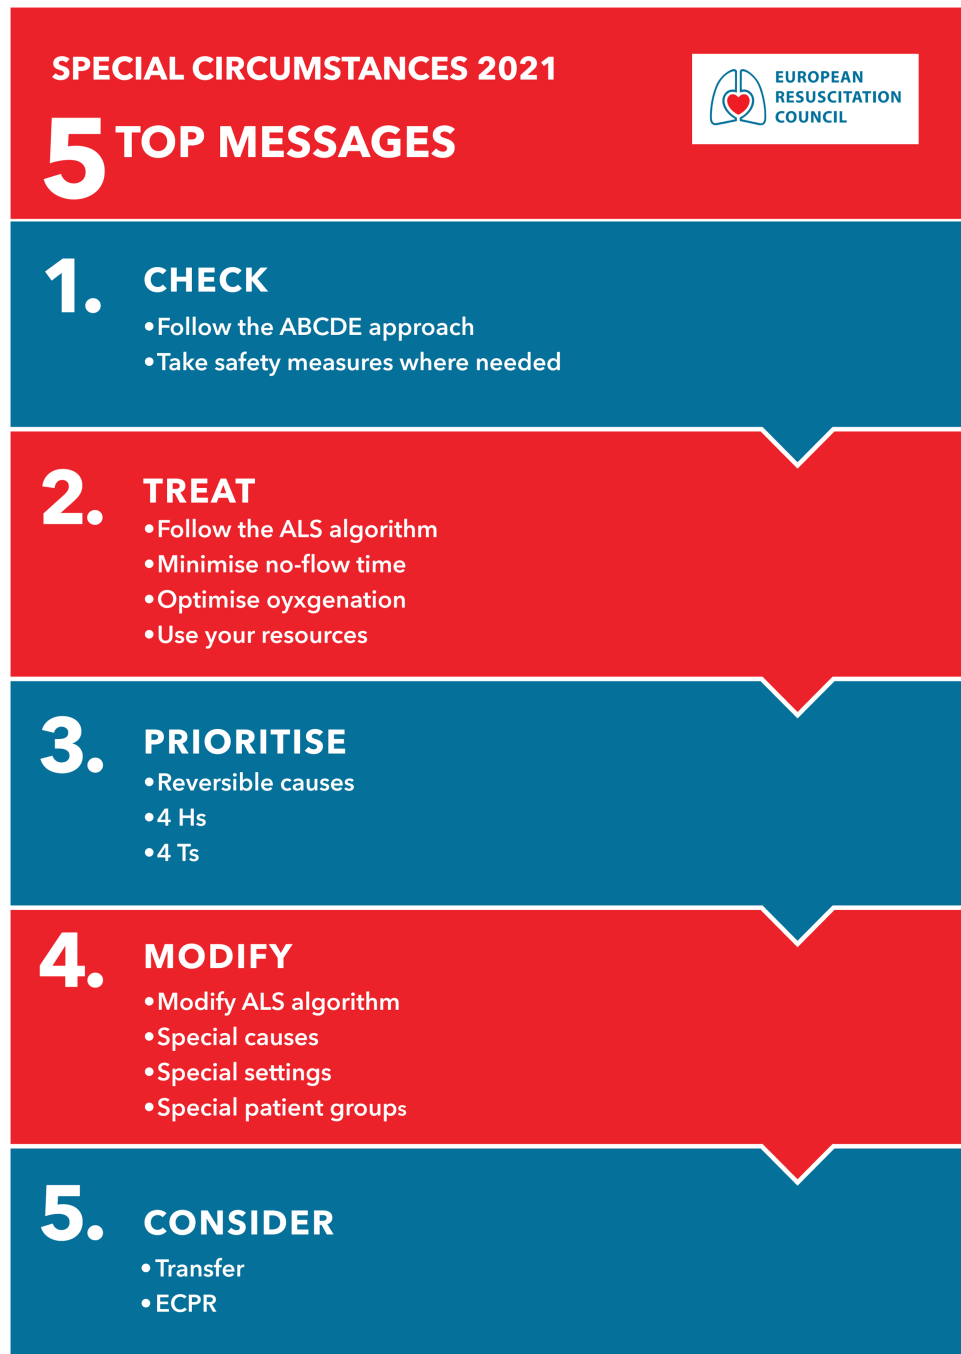 SPECIAL CIRCUMSTANCES 2021
5 TOP MESSAGES
EUROPEAN
RESUSCITATION
COUNCIL
1. CHECK
•Follow the ABCDE approach
•Take safety measures where needed
2. TREAT
•Follow the ALS algorithm
•Minimise no-flow time
•Optimise oyxgenation
•Use your resources
3. PRIORITISE
•Reversible causes
•4 Hs
•4 Ts
4. MODIFY
•Modify ALS algorithm
•Special causes
•Special settings
•Special patient groups
5. CONSIDER
• Transfer
• ECPR